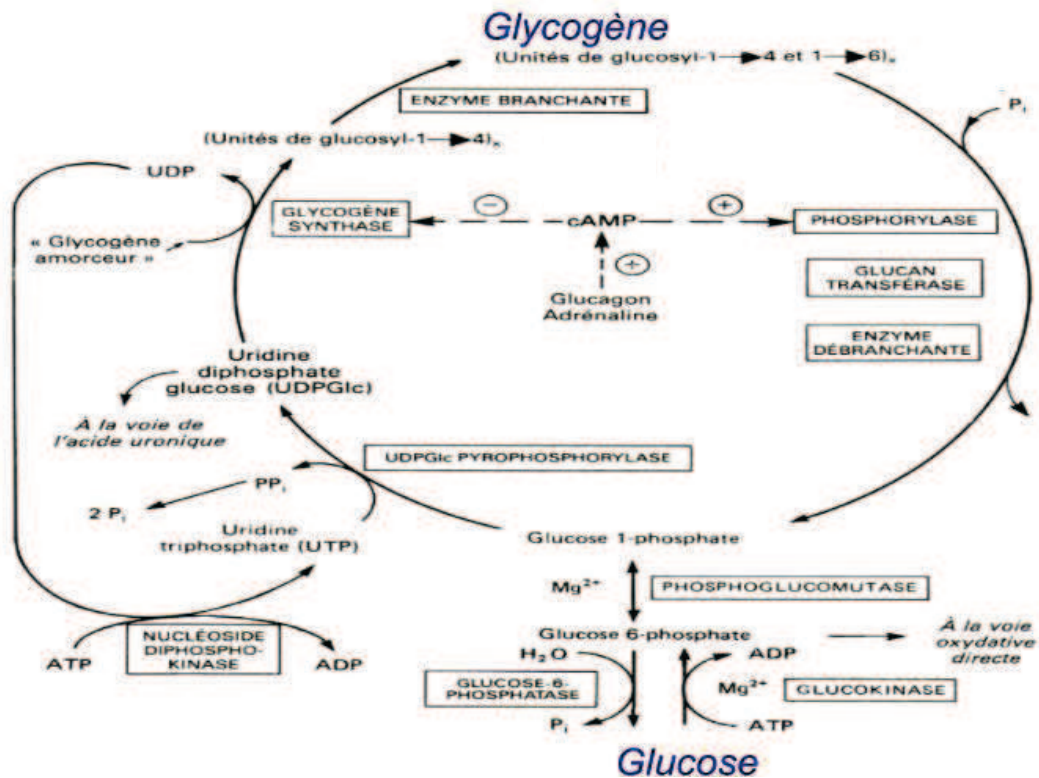 Glycogène
(Unités de glucosyl-1→4 et 1→6)ₙ
ENZYME BRANCHANTE
Pᵢ
(Unités de glucosyl-1→4)ₙ
UDP
GLYCOGÈNE
SYNTHASE
−
cAMP
+
PHOSPHORYLASE
« Glycogène
amorceur »
+
GLUCAN
TRANSFÉRASE
Glucagon
Adrénaline
ENZYME
DÉBRANCHANTE
Uridine
diphosphate
glucose (UDPGlc)
À la voie de
l'acide uronique
UDPGlc PYROPHOSPHORYLASE
PPᵢ
2 Pᵢ
Uridine
triphosphate (UTP)
Glucose 1-phosphate
Mg²⁺
PHOSPHOGLUCOMUTASE
NUCLÉOSIDE
DIPHOSPHO-
KINASE
ATP
ADP
Glucose 6-phosphate
À la voie
oxydative
directe
H₂O
ADP
GLUCOSE-6-
PHOSPHATASE
Mg²⁺
GLUCOKINASE
Pᵢ
ATP
Glucose